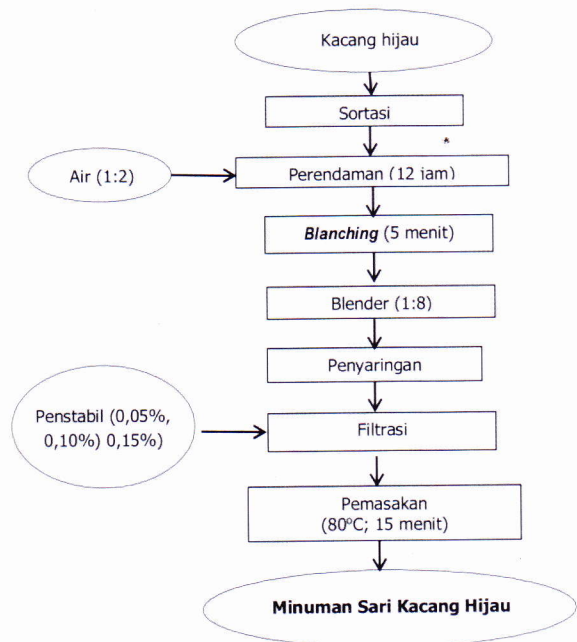 Kacang hijau
Sortasi
*
Air (1:2)
Perendaman (12 jam)
Blanching (5 menit)
Blender (1:8)
Penyaringan
Penstabil (0,05%,
0,10%) 0,15%)
Filtrasi
Pemasakan
(80°C; 15 menit)
Minuman Sari Kacang Hijau